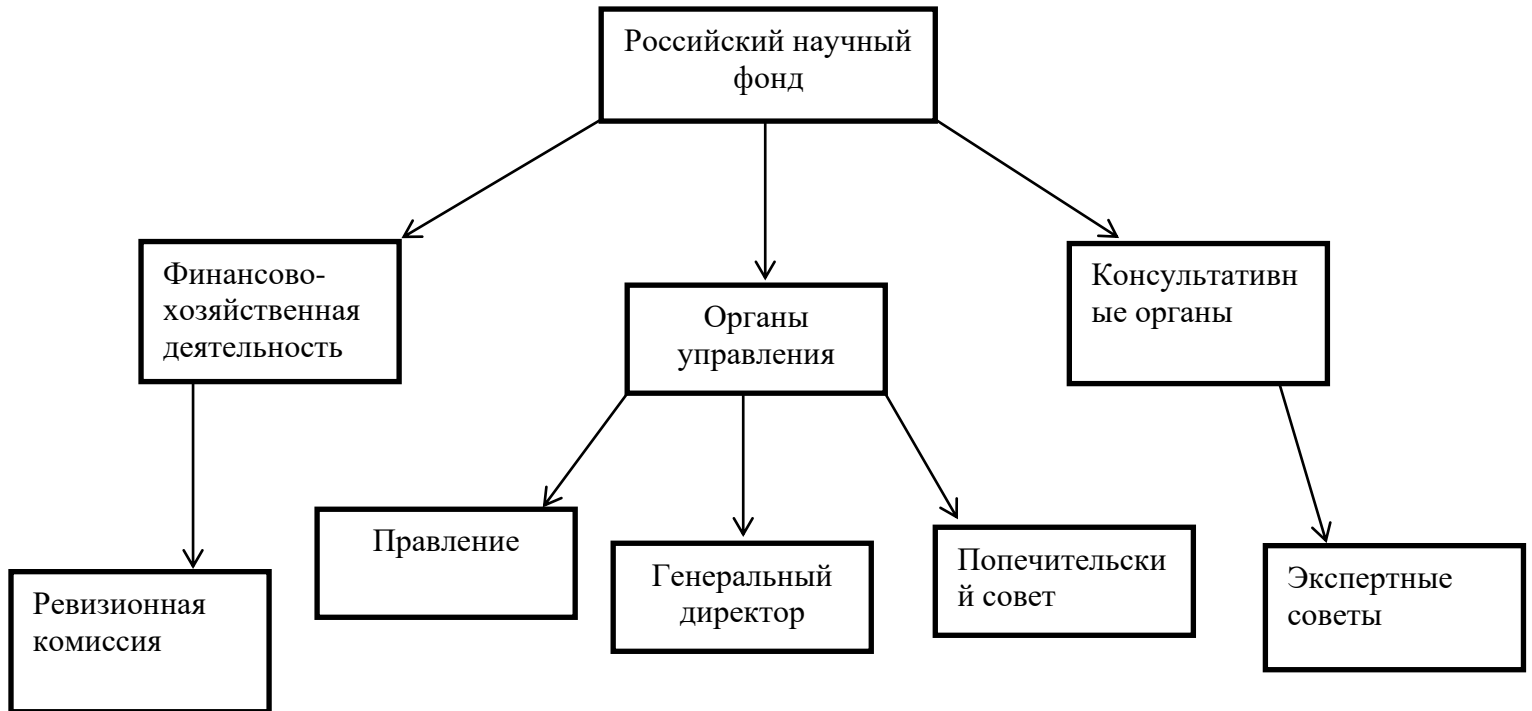 Российский научный
фонд
Финансово-
хозяйственная
деятельность
Органы
управления
Консультативн
ые органы
Ревизионная
комиссия
Правление
Генеральный
директор
Попечительски
й совет
Экспертные
советы